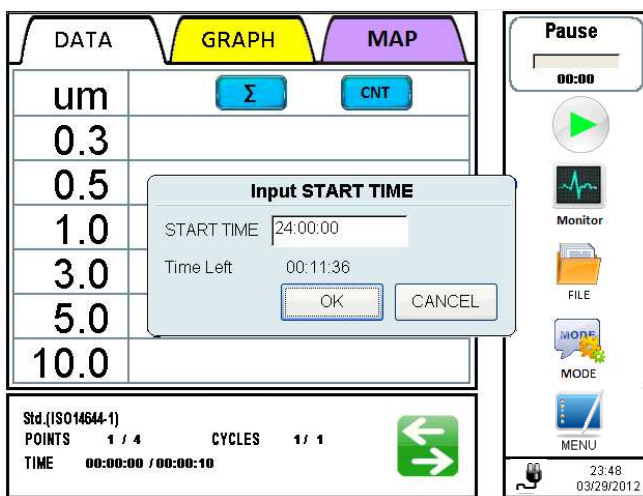 DATA
GRAPH
MAP
um
Σ
CNT
0.3
0.5
1.0
3.0
5.0
10.0
Input START TIME
START TIME 24:00:00
Time Left 00:11:36
OK CANCEL
Std.(ISO14644-1)
POINTS 1 / 4 CYCLES 1/ 1
TIME 00:00:00 / 00:00:10
Pause
00:00
Monitor
FILE
MODE
MODE
MENU
23:48
03/29/2012